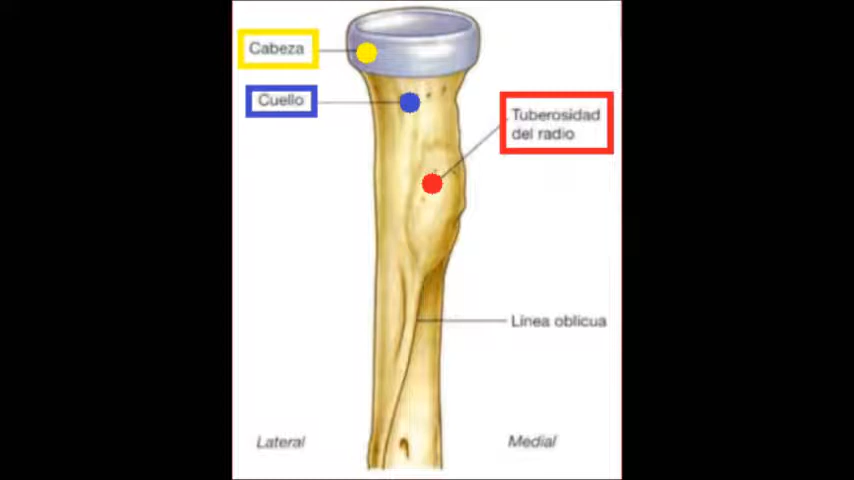 Cabeza
Cuello
Tuberosidad
del radio
Línea oblicua
Lateral
Medial